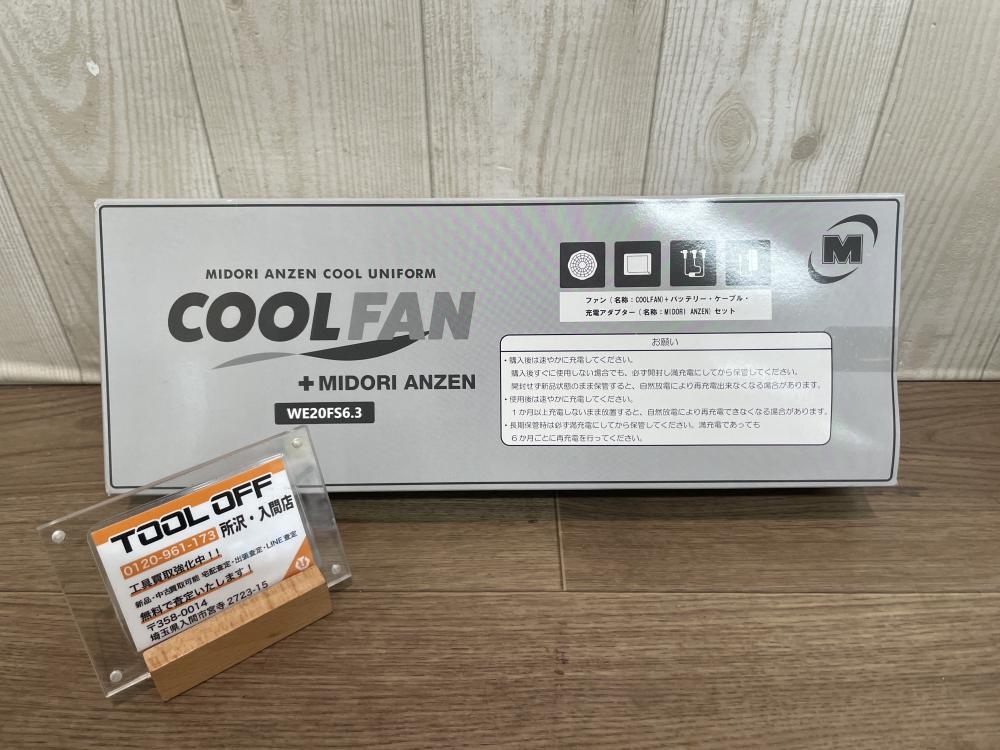 MIDORI ANZEN COOL UNIFORM
COOLFAN
+MIDORI ANZEN
WE20FS6.3
M
ファン(名称:COOLFAN)+バッテリー・ケーブル・
充電アダプター(名称:MIDORI ANZEN)セット
お願い
・購入後は速やかに充電してください。
購入後すぐに使用しない場合でも、必ず開封し満充電にしてから保管してください。
開封せず新品状態のまま保管すると、自然放電により再充電出来なくなる場合があります。
・使用後は速やかに充電してください。
1か月以上充電しないまま放置すると、自然放電により再充電できなくなる場合があります。
・長期保管時は必ず満充電にしてから保管してください。満充電であっても
6か月ごとに再充電を行ってください。
TOOL OFF
0120-961-173 所沢・入間店
工具買取強化中!!
新品・中古買取可能 宅配査定・出張査定・LINE査定
無料で査定いたします!
〒358-0014
埼玉県入間市宮寺 2723-15